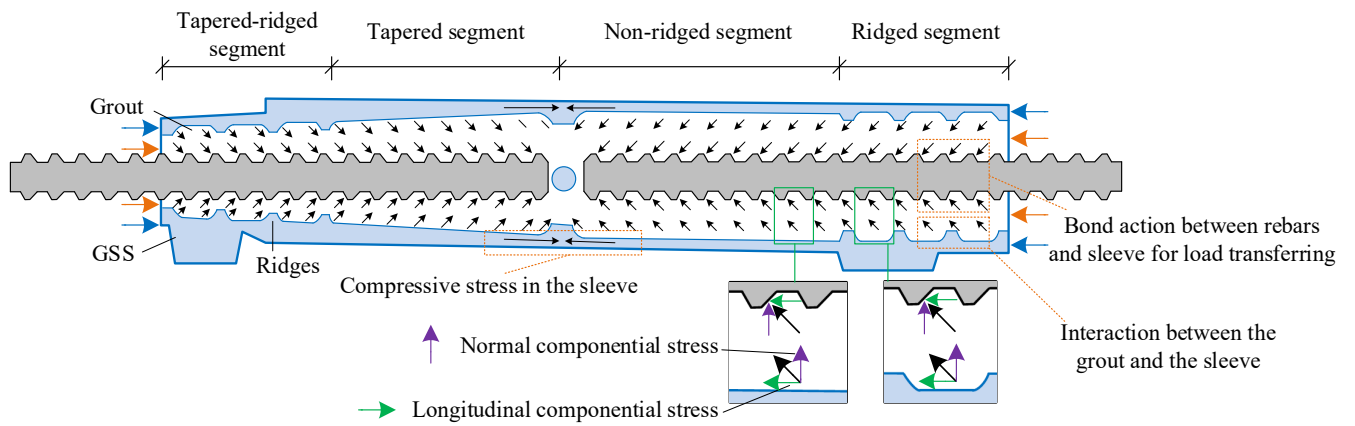 Tapered-ridged
segment
Tapered segment
Non-ridged segment
Ridged segment
Grout
GSS
Ridges
Compressive stress in the sleeve
Bond action between rebars
and sleeve for load transferring
Normal componential stress
Interaction between the
grout and the sleeve
Longitudinal componential stress